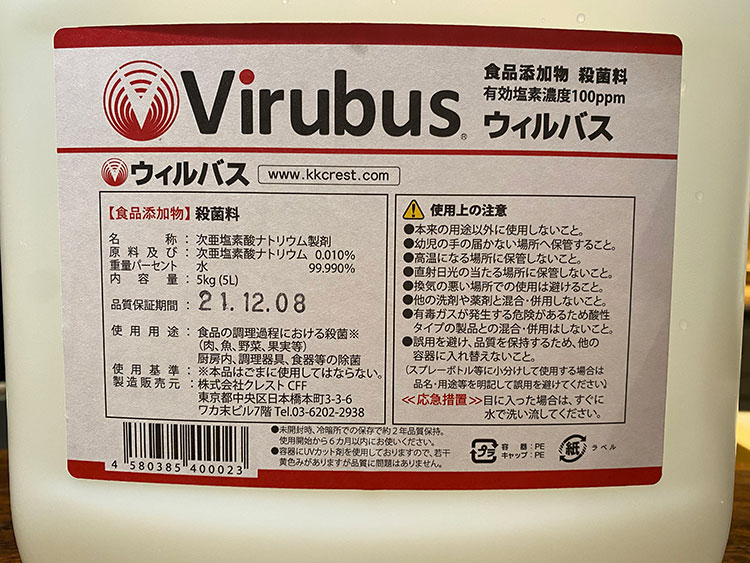 Virubus®
食品添加物 殺菌料
有効塩素濃度100ppm
ウィルバス
ウィルバス www.kkcrest.com
【食品添加物】殺菌料
名称：次亜塩素酸ナトリウム製剤
原料及び：次亜塩素酸ナトリウム 0.010%
重量パーセント 水 99.990%
内容量：5kg(5L)
品質保証期間：21.12.08
使用用途：食品の調理過程における殺菌※
(肉、魚、野菜、果実等)
厨房内、調理器具、食器等の除菌
使用基準：※本品はごまに使用してはならない。
製造販売元：株式会社クレスト CFF
東京都中央区日本橋本町3-3-6
ワカ末ビル7階 Tel.03-6202-2938
4 580385 400023
使用上の注意
●本来の用途以外に使用しないこと。
●幼児の手の届かない場所へ保管すること。
●高温になる場所に保管しないこと。
●直射日光の当たる場所に保管しないこと。
●換気の悪い場所での使用は避けること。
●他の洗剤や薬剤と混合・併用しないこと。
●有毒ガスが発生する危険があるため酸性
タイプの製品との混合・併用はしないこと。
●誤用を避け、品質を保持するため、他の
容器に入れ替えないこと。
(スプレーボトル等に小分けして使用する場合は
品名・用途等を明記して誤用を避けてください)
≪応急措置≫目に入った場合は、すぐに
水で洗い流してください。
●未開封時、冷暗所での保存で約2年品質保持。
使用開始から6カ月以内にお使いください。
●容器にUVカット剤を使用しておりますので、若干
黄色みがありますが品質に問題はありません。
プラ
容器：PE
キャップ：PE
紙
ラベル